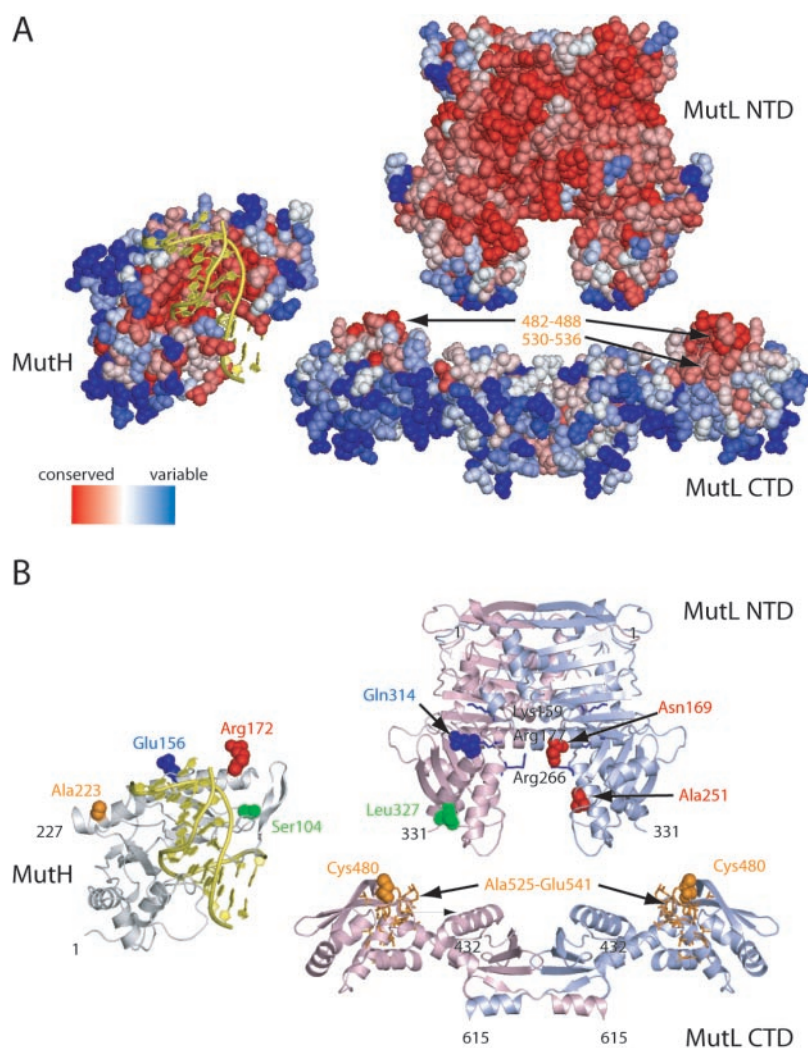 A
MutL NTD
482-488
530-536
MutH
conserved variable
MutL CTD
B
MutL NTD
1 1
Gln314
Lys159
Asn169
Arg177
Arg172
Glu156
Arg266
Ala251
Ala223
Leu327
227
Ser104
331 331
MutH
Cys480 Cys480
Ala525-Glu541
1
432 432
615 615
MutL CTD